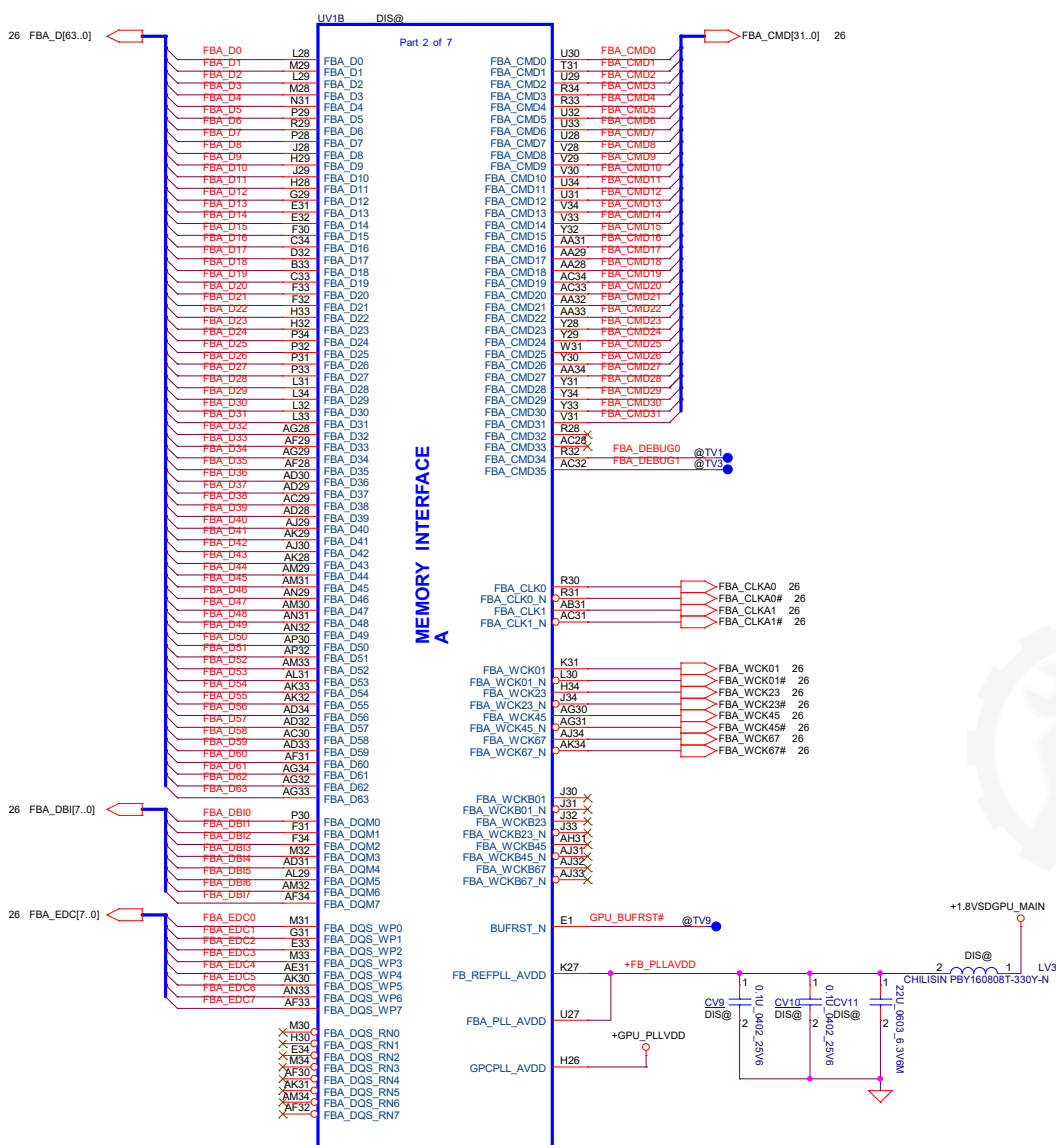 UV1B DIS@
Part 2 of 7
26 FBA_D[63..0]
FBA_D0 L28 FBA_D0
FBA_D1 M29 FBA_D1
FBA_D2 L29 FBA_D2
FBA_D3 M28 FBA_D3
FBA_D4 N31 FBA_D4
FBA_D5 P29 FBA_D5
FBA_D6 R29 FBA_D6
FBA_D7 P28 FBA_D7
FBA_D8 J28 FBA_D8
FBA_D9 H29 FBA_D9
FBA_D10 J29 FBA_D10
FBA_D11 H28 FBA_D11
FBA_D12 G29 FBA_D12
FBA_D13 E31 FBA_D13
FBA_D14 E32 FBA_D14
FBA_D15 F30 FBA_D15
FBA_D16 C34 FBA_D16
FBA_D17 D32 FBA_D17
FBA_D18 B33 FBA_D18
FBA_D19 C33 FBA_D19
FBA_D20 F33 FBA_D20
FBA_D21 F32 FBA_D21
FBA_D22 H33 FBA_D22
FBA_D23 H32 FBA_D23
FBA_D24 P34 FBA_D24
FBA_D25 P32 FBA_D25
FBA_D26 P31 FBA_D26
FBA_D27 P33 FBA_D27
FBA_D28 L31 FBA_D28
FBA_D29 L34 FBA_D29
FBA_D30 L32 FBA_D30
FBA_D31 L33 FBA_D31
FBA_D32 AG28 FBA_D32
FBA_D33 AF29 FBA_D33
FBA_D34 AG29 FBA_D34
FBA_D35 AF28 FBA_D35
FBA_D36 AD30 FBA_D36
FBA_D37 AD29 FBA_D37
FBA_D38 AC29 FBA_D38
FBA_D39 AD28 FBA_D39
FBA_D40 AJ29 FBA_D40
FBA_D41 AK29 FBA_D41
FBA_D42 AJ30 FBA_D42
FBA_D43 AK28 FBA_D43
FBA_D44 AM29 FBA_D44
FBA_D45 AM31 FBA_D45
FBA_D46 AN29 FBA_D46
FBA_D47 AM30 FBA_D47
FBA_D48 AN31 FBA_D48
FBA_D49 AN32 FBA_D49
FBA_D50 AP30 FBA_D50
FBA_D51 AP32 FBA_D51
FBA_D52 AM33 FBA_D52
FBA_D53 AL31 FBA_D53
FBA_D54 AK33 FBA_D54
FBA_D55 AK32 FBA_D55
FBA_D56 AD34 FBA_D56
FBA_D57 AD32 FBA_D57
FBA_D58 AC30 FBA_D58
FBA_D59 AD33 FBA_D59
FBA_D60 AF31 FBA_D60
FBA_D61 AG34 FBA_D61
FBA_D62 AG32 FBA_D62
FBA_D63 AG33 FBA_D63
26 FBA_DBI[7..0]
FBA_DBI0 P30 FBA_DQM0
FBA_DBI1 F31 FBA_DQM1
FBA_DBI2 F34 FBA_DQM2
FBA_DBI3 M32 FBA_DQM3
FBA_DBI4 AD31 FBA_DQM4
FBA_DBI5 AL29 FBA_DQM5
FBA_DBI6 AM32 FBA_DQM6
FBA_DBI7 AF34 FBA_DQM7
26 FBA_EDC[7..0]
FBA_EDC0 M31 FBA_DQS_WP0
FBA_EDC1 G31 FBA_DQS_WP1
FBA_EDC2 E33 FBA_DQS_WP2
FBA_EDC3 M33 FBA_DQS_WP3
FBA_EDC4 AE31 FBA_DQS_WP4
FBA_EDC5 AK30 FBA_DQS_WP5
FBA_EDC6 AN33 FBA_DQS_WP6
FBA_EDC7 AF33 FBA_DQS_WP7
M30 FBA_DQS_RN0
H30 FBA_DQS_RN1
E34 FBA_DQS_RN2
M34 FBA_DQS_RN3
AF30 FBA_DQS_RN4
AK31 FBA_DQS_RN5
AM34 FBA_DQS_RN6
AF32 FBA_DQS_RN7
MEMORY INTERFACE
A
FBA_CMD[31..0] 26
FBA_CMD0 U30 FBA_CMD0
FBA_CMD1 T31 FBA_CMD1
FBA_CMD2 U29 FBA_CMD2
FBA_CMD3 R34 FBA_CMD3
FBA_CMD4 R33 FBA_CMD4
FBA_CMD5 U32 FBA_CMD5
FBA_CMD6 U33 FBA_CMD6
FBA_CMD7 U28 FBA_CMD7
FBA_CMD8 V28 FBA_CMD8
FBA_CMD9 V29 FBA_CMD9
FBA_CMD10 V30 FBA_CMD10
FBA_CMD11 U34 FBA_CMD11
FBA_CMD12 U31 FBA_CMD12
FBA_CMD13 V34 FBA_CMD13
FBA_CMD14 V33 FBA_CMD14
FBA_CMD15 Y32 FBA_CMD15
FBA_CMD16 AA31 FBA_CMD16
FBA_CMD17 AA29 FBA_CMD17
FBA_CMD18 AA28 FBA_CMD18
FBA_CMD19 AC34 FBA_CMD19
FBA_CMD20 AC33 FBA_CMD20
FBA_CMD21 AA32 FBA_CMD21
FBA_CMD22 AA33 FBA_CMD22
FBA_CMD23 Y28 FBA_CMD23
FBA_CMD24 Y29 FBA_CMD24
FBA_CMD25 W31 FBA_CMD25
FBA_CMD26 Y30 FBA_CMD26
FBA_CMD27 AA34 FBA_CMD27
FBA_CMD28 Y31 FBA_CMD28
FBA_CMD29 Y34 FBA_CMD29
FBA_CMD30 Y33 FBA_CMD30
FBA_CMD31 V31 FBA_CMD31
FBA_CMD32 R28
FBA_CMD33 AC28
FBA_CMD34 R32 FBA_DEBUG0 @TV1
FBA_CMD35 AC32 FBA_DEBUG1 @TV3
FBA_CLK0 R30 FBA_CLKA0 26
FBA_CLK0_N R31 FBA_CLKA0# 26
FBA_CLK1 AB31 FBA_CLKA1 26
FBA_CLK1_N AC31 FBA_CLKA1# 26
FBA_WCK01 K31 FBA_WCK01 26
FBA_WCK01_N L30 FBA_WCK01# 26
FBA_WCK23 H34 FBA_WCK23 26
FBA_WCK23_N J34 FBA_WCK23# 26
FBA_WCK45 AG30 FBA_WCK45 26
FBA_WCK45_N AG31 FBA_WCK45# 26
FBA_WCK67 AJ34 FBA_WCK67 26
FBA_WCK67_N AK34 FBA_WCK67# 26
FBA_WCKB01 J30
FBA_WCKB01_N J31
FBA_WCKB23 J32
FBA_WCKB23_N J33
FBA_WCKB45 AH31
FBA_WCKB45_N AJ31
FBA_WCKB67 AJ32
FBA_WCKB67_N AJ33
BUFRST_N E1 GPU_BUFRST# @TV9
+1.8VSDGPU_MAIN
FB_REFPLL_AVDD K27 +FB_PLLAVDD
DIS@
2 1 LV3
CHILISIN PBY160808T-330Y-N
FBA_PLL_AVDD U27
GPCPLL_AVDD H26 +GPU_PLLVDD
1 CV9 DIS@ 2 0.1U_0402_25V6
1 CV10 DIS@ 2 0.1U_0402_25V6
1 CV11 DIS@ 2 22U_0603_6.3V6M